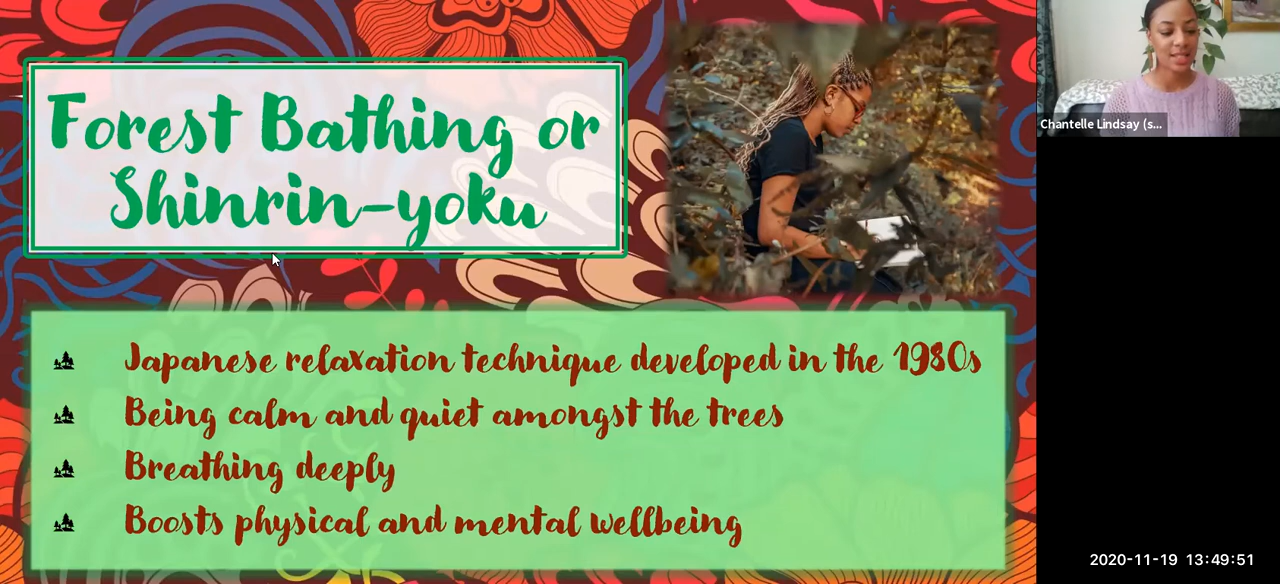 Forest Bathing or
Shinrin-yoku
Japanese relaxation technique developed in the 1980s
Being calm and quiet amongst the trees
Breathing deeply
Boosts physical and mental wellbeing
Chantelle Lindsay (s...
2020-11-19 13:49:51